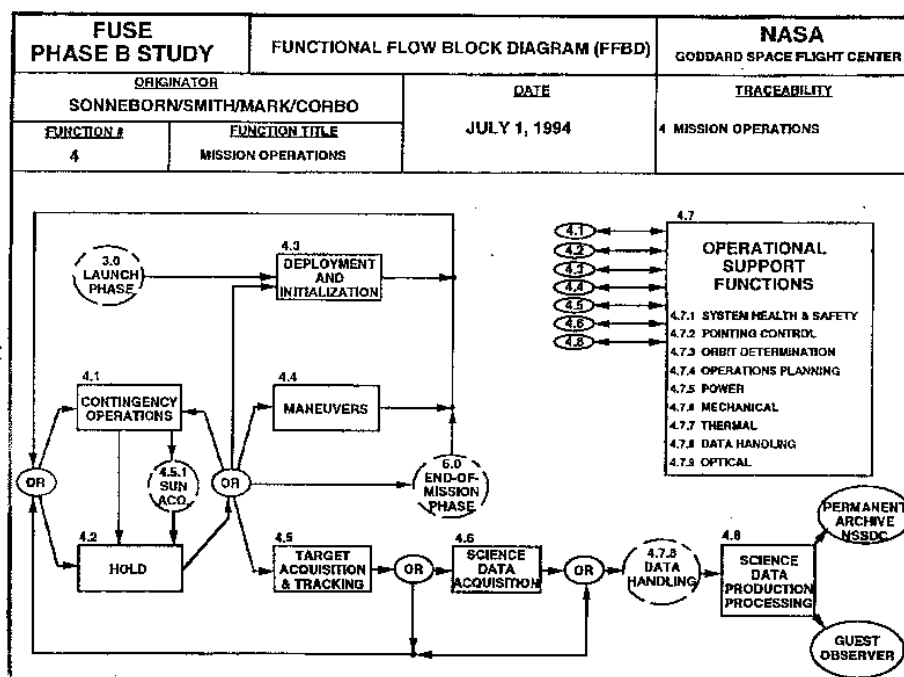 FUSE
PHASE B STUDY
FUNCTIONAL FLOW BLOCK DIAGRAM (FFBD)
NASA
GODDARD SPACE FLIGHT CENTER
ORIGINATOR
SONNEBORN/SMITH/MARK/CORBO
DATE
JULY 1, 1994
TRACEABILITY
4 MISSION OPERATIONS
FUNCTION #
4
FUNCTION TITLE
MISSION OPERATIONS
3.0
LAUNCH
PHASE
4.3
DEPLOYMENT
AND
INITIALIZATION
4.1
CONTINGENCY
OPERATIONS
4.4
MANEUVERS
OR
4.5.1
SUN
ACQ.
OR
6.0
END-OF-
MISSION
PHASE
4.2
HOLD
4.5
TARGET
ACQUISITION
& TRACKING
OR
4.6
SCIENCE
DATA
ACQUISITION
OR
4.7.8
DATA
HANDLING
4.8
SCIENCE
DATA
PRODUCTION
PROCESSING
PERMANENT
ARCHIVE
NSSDC
GUEST
OBSERVER
4.1
4.2
4.3
4.4
4.5
4.6
4.8
4.7
OPERATIONAL
SUPPORT
FUNCTIONS
4.7.1 SYSTEM HEALTH & SAFETY
4.7.2 POINTING CONTROL
4.7.3 ORBIT DETERMINATION
4.7.4 OPERATIONS PLANNING
4.7.5 POWER
4.7.6 MECHANICAL
4.7.7 THERMAL
4.7.8 DATA HANDLING
4.7.9 OPTICAL